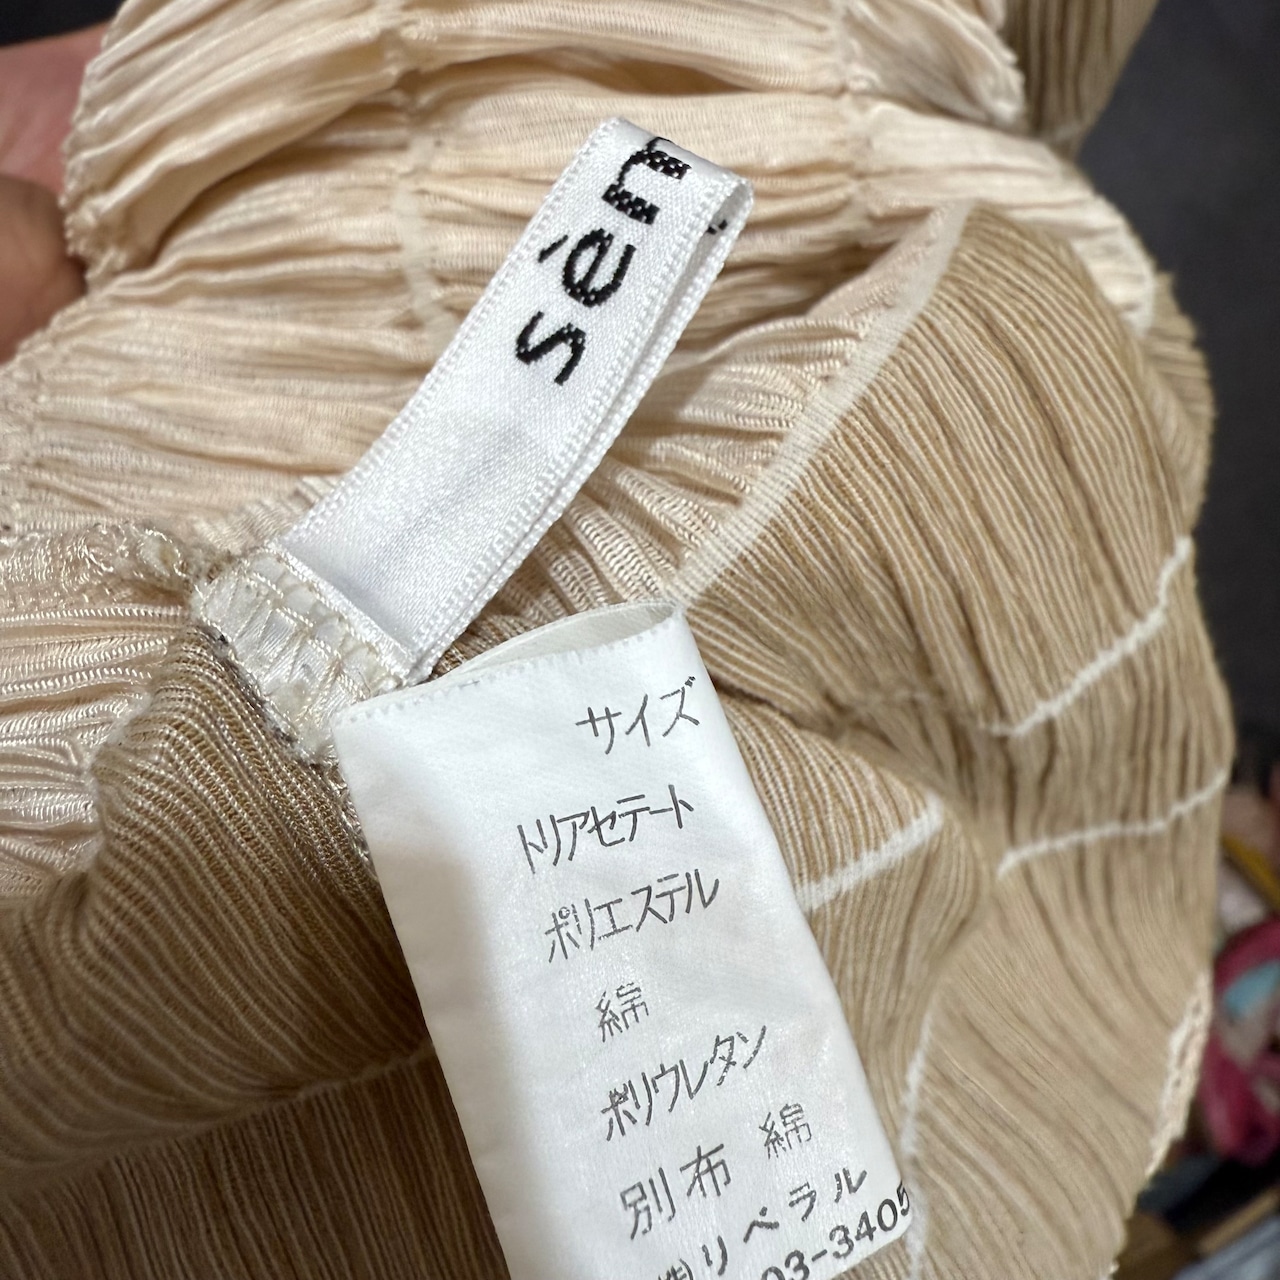 sèn
サイズ
トリアセテート
ポリエステル
綿
ポリウレタン
別布 綿
㈱リベラル
03-3405